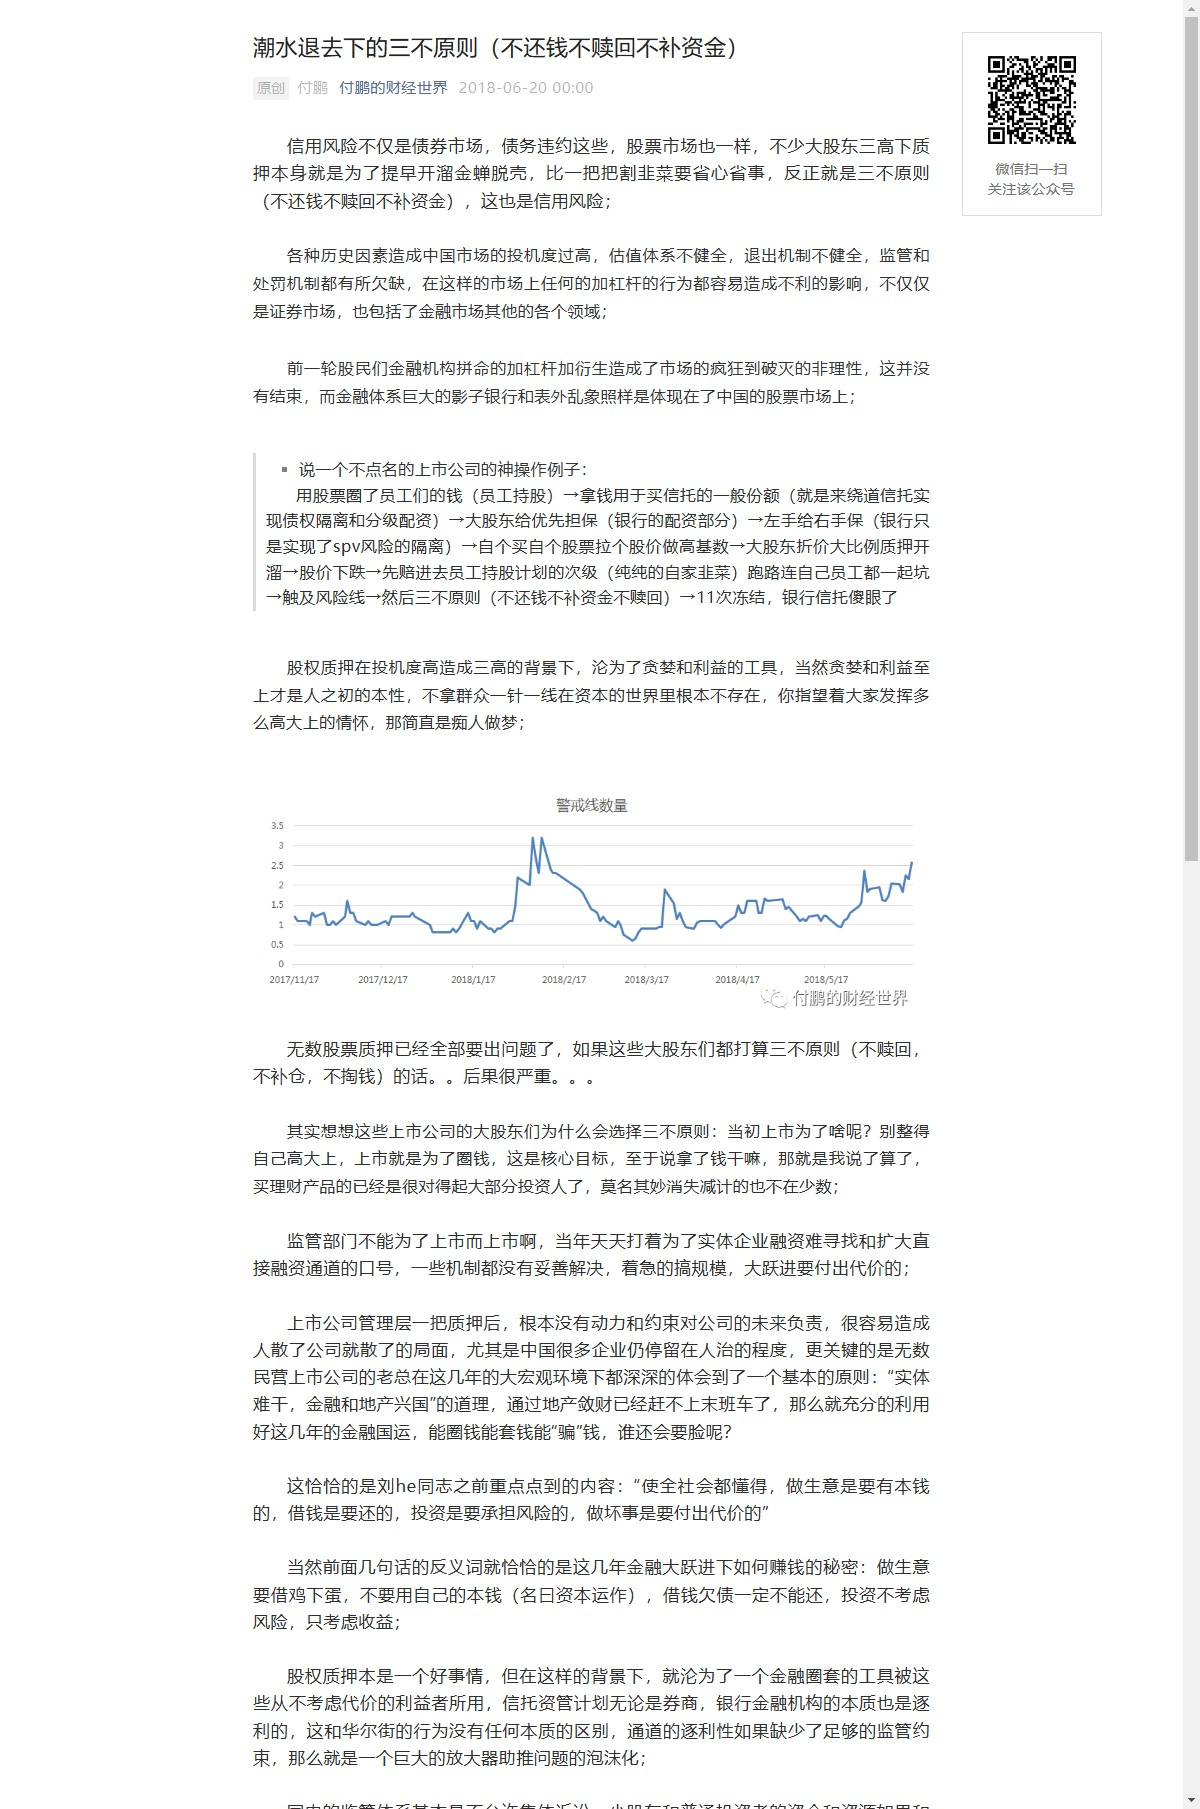 潮水退去下的三不原则（不还钱不赎回不补资金）
原创 付鹏 付鹏的财经世界 2018-06-20 00:00
微信扫一扫
关注该公众号
信用风险不仅是债券市场，债务违约这些，股票市场也一样，不少大股东三高下质
押本身就是为了提早开溜金蝉脱壳，比一把把割韭菜要省心省事，反正就是三不原则
（不还钱不赎回不补资金），这也是信用风险；
各种历史因素造成中国市场的投机度过高，估值体系不健全，退出机制不健全，监管和
处罚机制都有所欠缺，在这样的市场上任何的加杠杆的行为都容易造成不利的影响，不仅仅
是证券市场，也包括了金融市场其他的各个领域；
前一轮股民们金融机构拼命的加杠杆加衍生造成了市场的疯狂到破灭的非理性，这并没
有结束，而金融体系巨大的影子银行和表外乱象照样是体现在了中国的股票市场上；
▪ 说一个不点名的上市公司的神操作例子：
用股票圈了员工们的钱（员工持股）→拿钱用于买信托的一般份额（就是来绕道信托实
现债权隔离和分级配资）→大股东给优先担保（银行的配资部分）→左手给右手保（银行只
是实现了spv风险的隔离）→自个买自个股票拉个股价做高基数→大股东折价大比例质押开
溜→股价下跌→先赔进去员工持股计划的次级（纯纯的自家韭菜）跑路连自己员工都一起坑
→触及风险线→然后三不原则（不还钱不补资金不赎回）→11次冻结，银行信托傻眼了
股权质押在投机度高造成三高的背景下，沦为了贪婪和利益的工具，当然贪婪和利益至
上才是人之初的本性，不拿群众一针一线在资本的世界里根本不存在，你指望着大家发挥多
么高大上的情怀，那简直是痴人做梦；
警戒线数量
3.5
3
2.5
2
1.5
1
0.5
0
2017/11/17 2017/12/17 2018/1/17 2018/2/17 2018/3/17 2018/4/17 2018/5/17
付鹏的财经世界
无数股票质押已经全部要出问题了，如果这些大股东们都打算三不原则（不赎回，
不补仓，不掏钱）的话。。后果很严重。。。
其实想想这些上市公司的大股东们为什么会选择三不原则：当初上市为了啥呢？别整得
自己高大上，上市就是为了圈钱，这是核心目标，至于说拿了钱干嘛，那就是我说了算了，
买理财产品的已经是很对得起大部分投资人了，莫名其妙消失减计的也不在少数；
监管部门不能为了上市而上市啊，当年天天打着为了实体企业融资难寻找和扩大直
接融资通道的口号，一些机制都没有妥善解决，着急的搞规模，大跃进要付出代价的；
上市公司管理层一把质押后，根本没有动力和约束对公司的未来负责，很容易造成
人散了公司就散了的局面，尤其是中国很多企业仍停留在人治的程度，更关键的是无数
民营上市公司的老总在这几年的大宏观环境下都深深的体会到了一个基本的原则：“实体
难干，金融和地产兴国”的道理，通过地产敛财已经赶不上末班车了，那么就充分的利用
好这几年的金融国运，能圈钱能套钱能“骗”钱，谁还会要脸呢？
这恰恰的是刘he同志之前重点点到的内容：“使全社会都懂得，做生意是要有本钱
的，借钱是要还的，投资是要承担风险的，做坏事是要付出代价的”
当然前面几句话的反义词就恰恰的是这几年金融大跃进下如何赚钱的秘密：做生意
要借鸡下蛋，不要用自己的本钱（名曰资本运作），借钱欠债一定不能还，投资不考虑
风险，只考虑收益；
股权质押本是一个好事情，但在这样的背景下，就沦为了一个金融圈套的工具被这
些从不考虑代价的利益者所用，信托资管计划无论是券商，银行金融机构的本质也是逐
利的，这和华尔街的行为没有任何本质的区别，通道的逐利性如果缺少了足够的监管约
束，那么就是一个巨大的放大器助推问题的泡沫化；